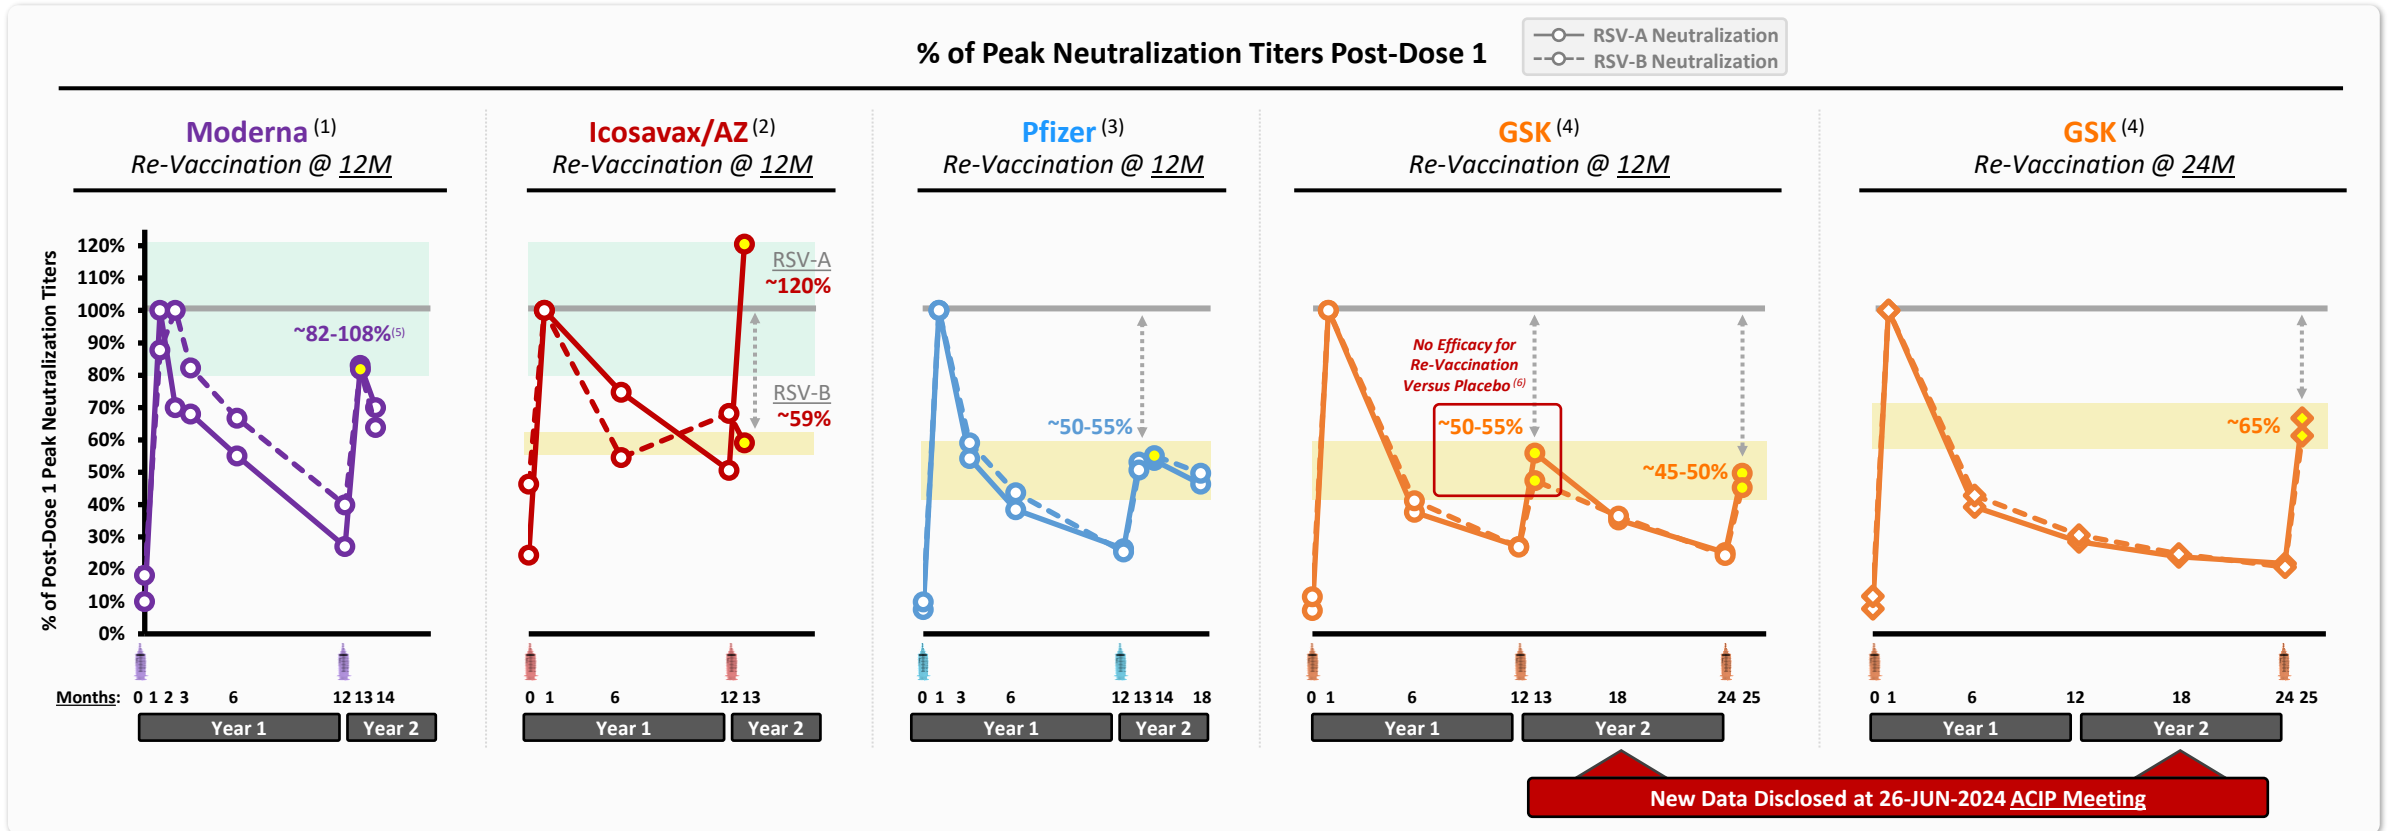 % of Peak Neutralization Titers Post-Dose 1
RSV-A Neutralization
RSV-B Neutralization
Moderna (1)
Re-Vaccination @ 12M
Icosavax/AZ (2)
Re-Vaccination @ 12M
Pfizer (3)
Re-Vaccination @ 12M
GSK (4)
Re-Vaccination @ 12M
GSK (4)
Re-Vaccination @ 24M
% of Post-Dose 1 Peak Neutralization Titers
120%
110%
100%
90%
80%
70%
60%
50%
40%
30%
20%
10%
0%
~82-108%(5)
RSV-A
~120%
RSV-B
~59%
~50-55%
No Efficacy for
Re-Vaccination
Versus Placebo (6)
~50-55%
~45-50%
~65%
Months: 0 1 2 3 6 12 13 14
0 1 6 12 13
0 1 3 6 12 13 14 18
0 1 6 12 13 18 24 25
0 1 6 12 18 24 25
Year 1 Year 2
Year 1 Year 2
Year 1 Year 2
Year 1 Year 2
Year 1 Year 2
New Data Disclosed at 26-JUN-2024 ACIP Meeting